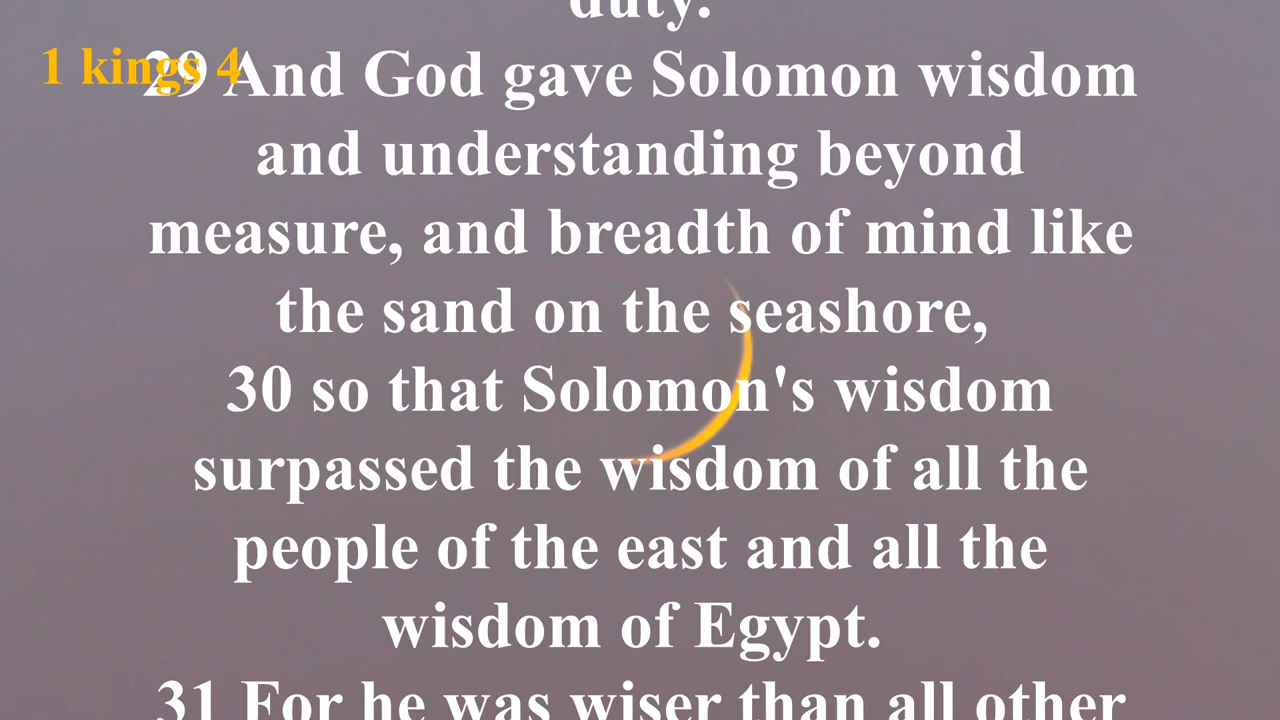 duty.
1 kings 4
29 And God gave Solomon wisdom
and understanding beyond
measure, and breadth of mind like
the sand on the seashore,
30 so that Solomon's wisdom
surpassed the wisdom of all the
people of the east and all the
wisdom of Egypt.
31 For he was wiser than all other